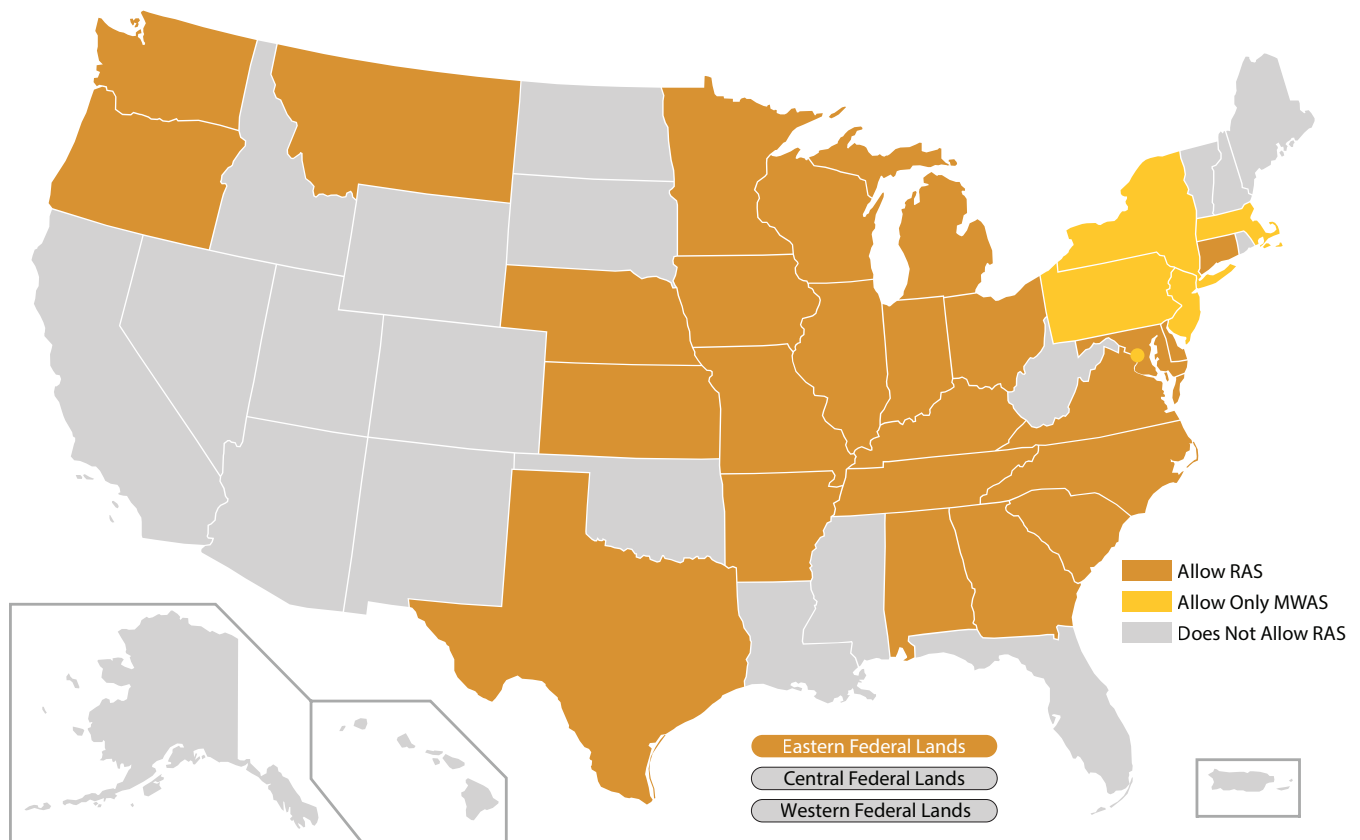 Allow RAS
Allow Only MWAS
Does Not Allow RAS
Eastern Federal Lands
Central Federal Lands
Western Federal Lands